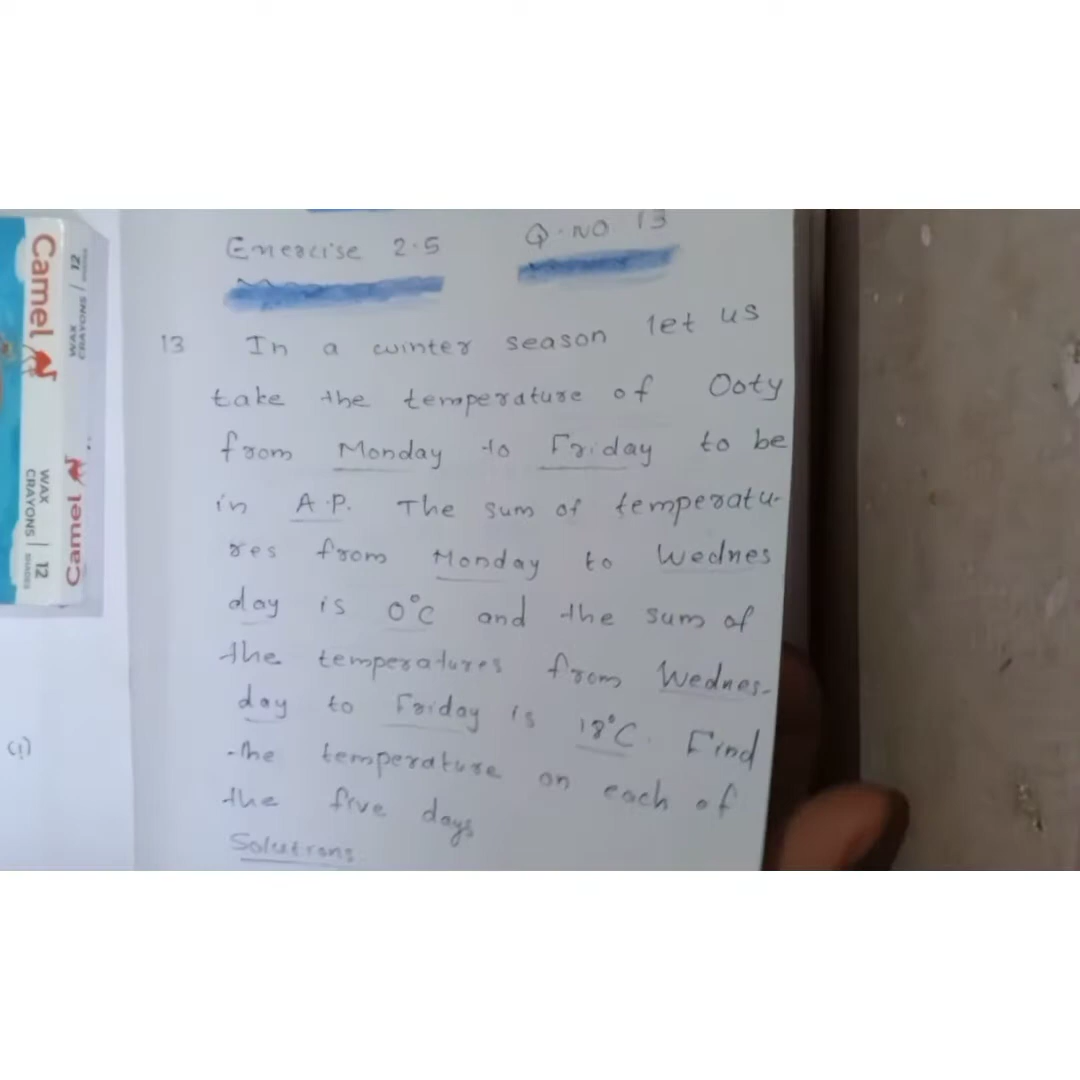 Exercise 2.5 Q.NO 13
13 In a winter season let us
take the temperature of Ooty
from Monday to Friday to be
in A.P. The sum of temperatu-
res from Monday to Wednes
day is 0°C and the sum of
the temperatures from Wednes-
day to Friday is 18°C. Find
the temperature on each of
the five days
Solutions.
(i)
Camel
WAX CRAYONS 12 SHADES
Camel
WAX CRAYONS 12 SHADES